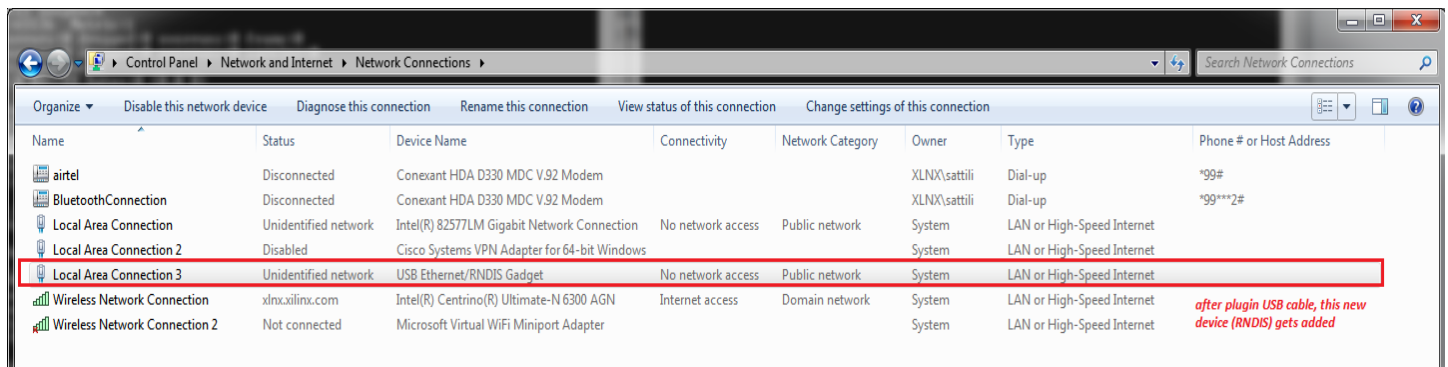 Control Panel ▸ Network and Internet ▸ Network Connections ▸
Search Network Connections
Organize ▾ Disable this network device Diagnose this connection Rename this connection View status of this connection Change settings of this connection
Name Status Device Name Connectivity Network Category Owner Type Phone # or Host Address
airtel Disconnected Conexant HDA D330 MDC V.92 Modem XLNX\sattili Dial-up *99#
BluetoothConnection Disconnected Conexant HDA D330 MDC V.92 Modem XLNX\sattili Dial-up *99***2#
Local Area Connection Unidentified network Intel(R) 82577LM Gigabit Network Connection No network access Public network System LAN or High-Speed Internet
Local Area Connection 2 Disabled Cisco Systems VPN Adapter for 64-bit Windows System LAN or High-Speed Internet
Local Area Connection 3 Unidentified network USB Ethernet/RNDIS Gadget No network access Public network System LAN or High-Speed Internet
Wireless Network Connection xlnx.xilinx.com Intel(R) Centrino(R) Ultimate-N 6300 AGN Internet access Domain network System LAN or High-Speed Internet
Wireless Network Connection 2 Not connected Microsoft Virtual WiFi Miniport Adapter System LAN or High-Speed Internet
after plugin USB cable, this new
device (RNDIS) gets added